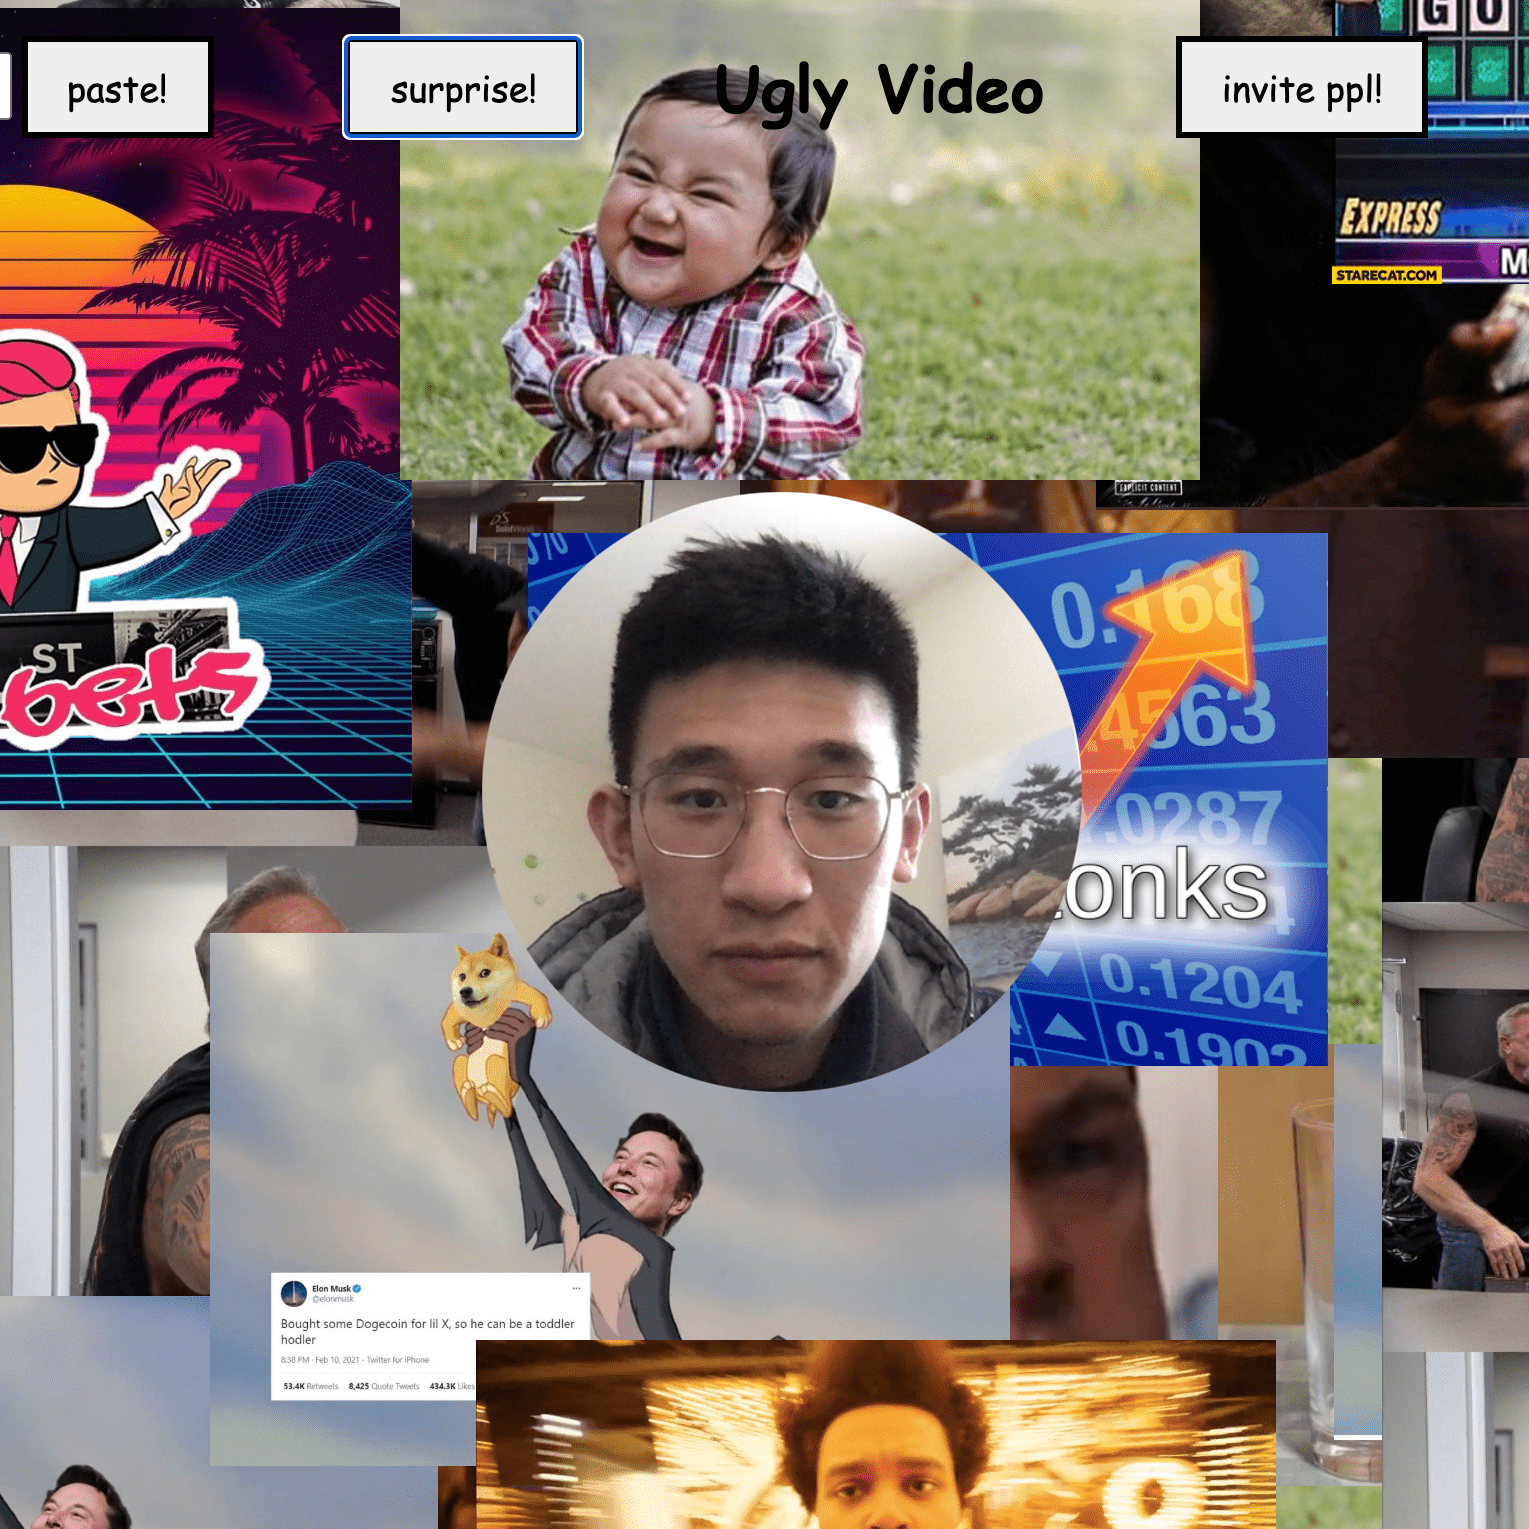 paste!
surprise!
Ugly Video
invite ppl!
GO
EXPRESS
STARECAT.COM
EXPLICIT CONTENT
ST
bets
0.168
4563
.0287
onks
0.1204
0.1902
Elon Musk
@elonmusk
Bought some Dogecoin for lil X, so he can be a toddler
hodler
8:38 PM · Feb 10, 2021 · Twitter for iPhone
53.4K Retweets 8,425 Quote Tweets 434.3K Likes